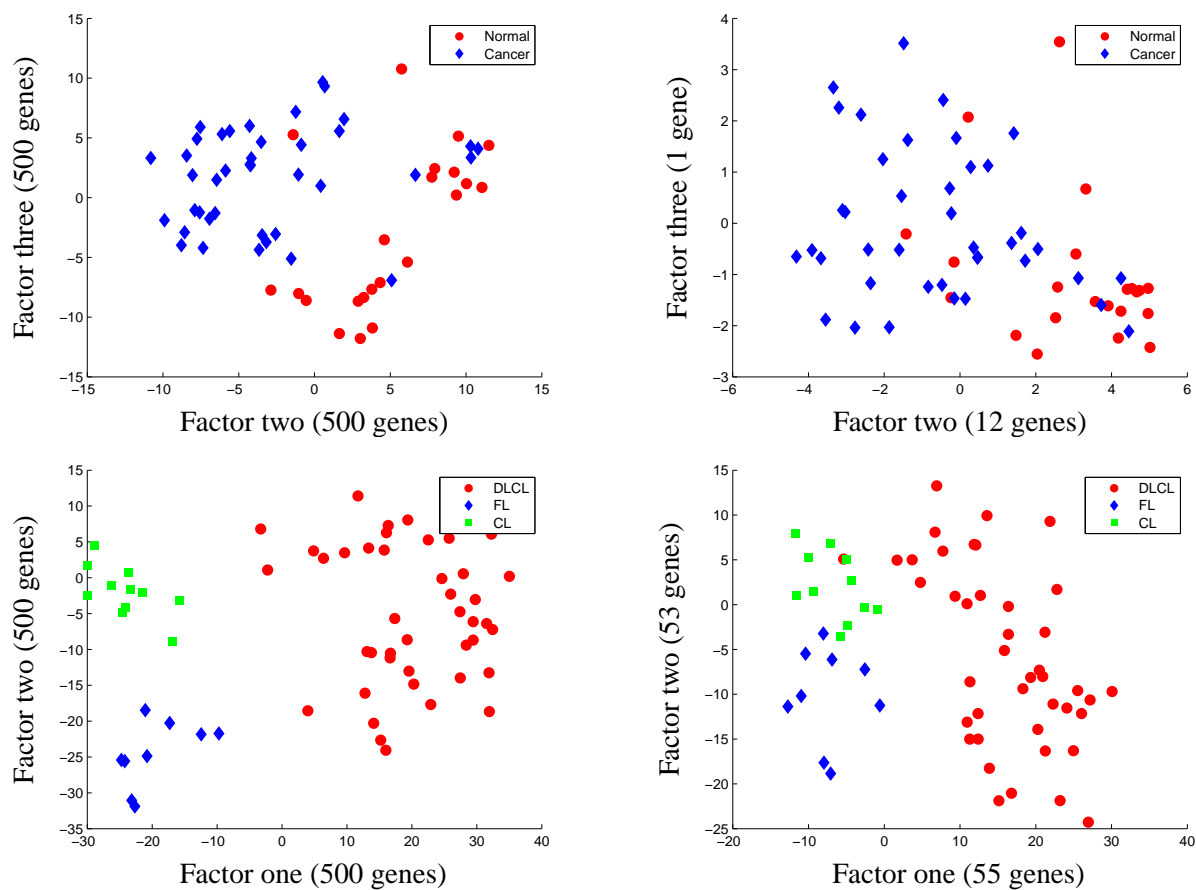 15
10
5
0
−5
−10
−15
−15 −10 −5 0 5 10 15
Factor three (500 genes)
Factor two (500 genes)
Normal
Cancer
4
3
2
1
0
−1
−2
−3
−6 −4 −2 0 2 4 6
Factor three (1 gene)
Factor two (12 genes)
Normal
Cancer
15
10
5
0
−5
−10
−15
−20
−25
−30
−35
−30 −20 −10 0 10 20 30 40
Factor two (500 genes)
Factor one (500 genes)
DLCL
FL
CL
15
10
5
0
−5
−10
−15
−20
−25
−20 −10 0 10 20 30 40
Factor two (53 genes)
Factor one (55 genes)
DLCL
FL
CL